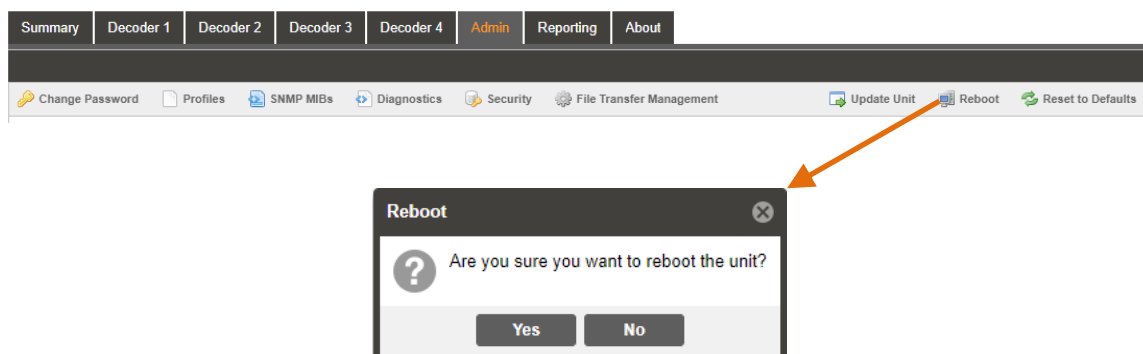 Summary Decoder 1 Decoder 2 Decoder 3 Decoder 4 Admin Reporting About
Change Password Profiles SNMP MIBs Diagnostics Security File Transfer Management Update Unit Reboot Reset to Defaults
Reboot
Are you sure you want to reboot the unit?
Yes No